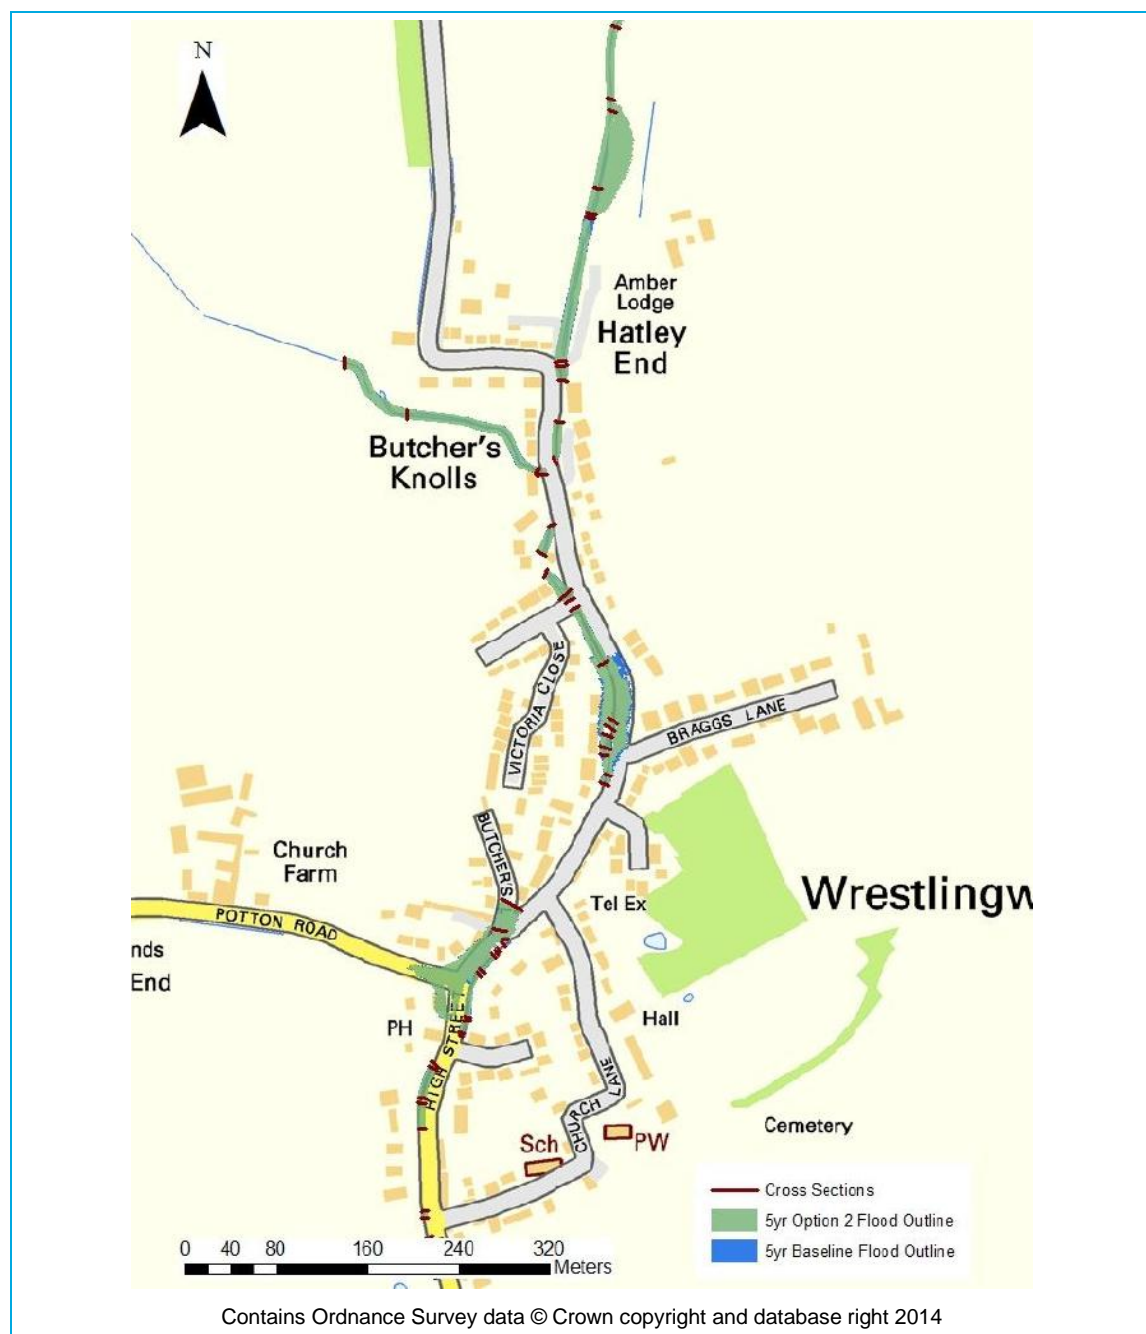 N
Amber
Lodge
Hatley
End
Butcher's
Knolls
VICTORIA CLOSE
BRAGGS LANE
BUTCHER'S
Church
Farm
Tel Ex
Wrestlingw
POTTON ROAD
nds
End
PH
HIGH STREET
Hall
CHURCH LANE
Cemetery
Sch
PW
Cross Sections
5yr Option 2 Flood Outline
5yr Baseline Flood Outline
0 40 80 160 240 320
Meters
Contains Ordnance Survey data © Crown copyright and database right 2014